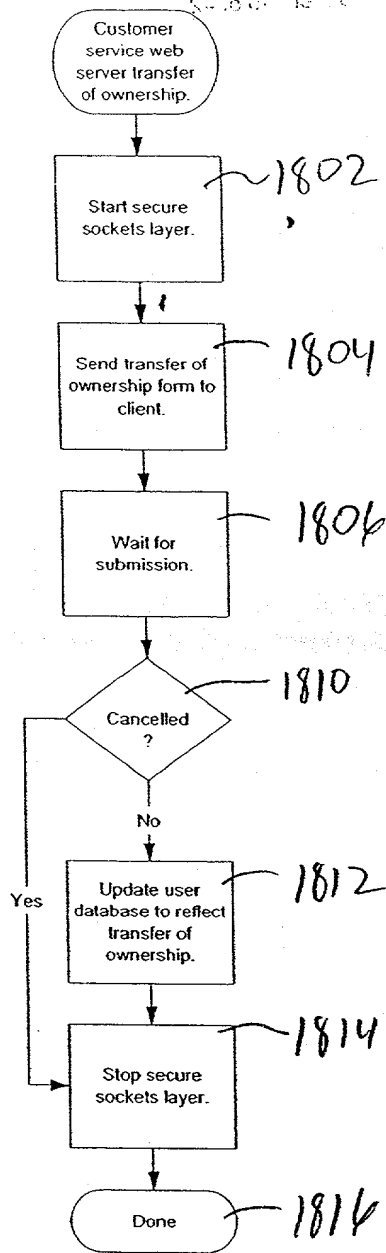 Customer
service web
server transfer
of ownership.
1802
Start secure
sockets layer.
1804
Send transfer of
ownership form to
client.
1806
Wait for
submission.
1810
Cancelled
?
No
Yes
1812
Update user
database to reflect
transfer of
ownership.
1814
Stop secure
sockets layer.
1816
Done